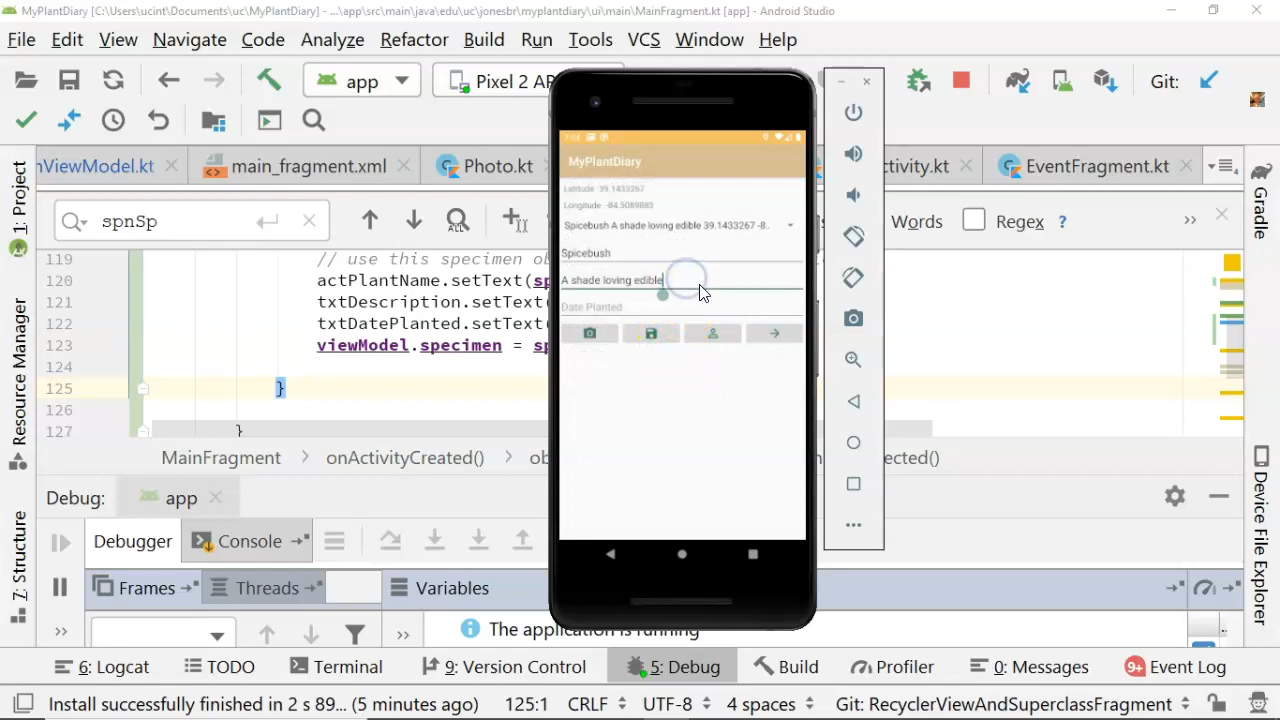 MyPlantDiary [C:\Users\ucint\Documents\uc\MyPlantDiary] - ...\app\src\main\java\edu\uc\jonesbr\myplantdiary\ui\main\MainFragment.kt [app] - Android Studio
File Edit View Navigate Code Analyze Refactor Build Run Tools VCS Window Help
app Pixel 2 AP Git:
nViewModel.kt main_fragment.xml Photo.kt ctivity.kt EventFragment.kt
spnSp Words Regex ?
119 // use this specimen ob
120 actPlantName.setText(sp
121 txtDescription.setText(
122 txtDatePlanted.setText(
123 viewModel.specimen = sp
124
125 }
126
127 }
MainFragment > onActivityCreated() > ob ected()
MyPlantDiary
Latitude 39.1433267
Longitude -84.5089883
Spicebush A shade loving edible 39.1433267 -8..
Spicebush
A shade loving edible
Date Planted
1: Project
Resource Manager
7: Structure
Gradle
Device File Explorer
Debug: app
Debugger Console
Frames Threads Variables
The application is running
6: Logcat TODO Terminal 9: Version Control 5: Debug Build Profiler 0: Messages 9+ Event Log
Install successfully finished in 2 s 89... (5 minutes ago) 125:1 CRLF UTF-8 4 spaces Git: RecyclerViewAndSuperclassFragment